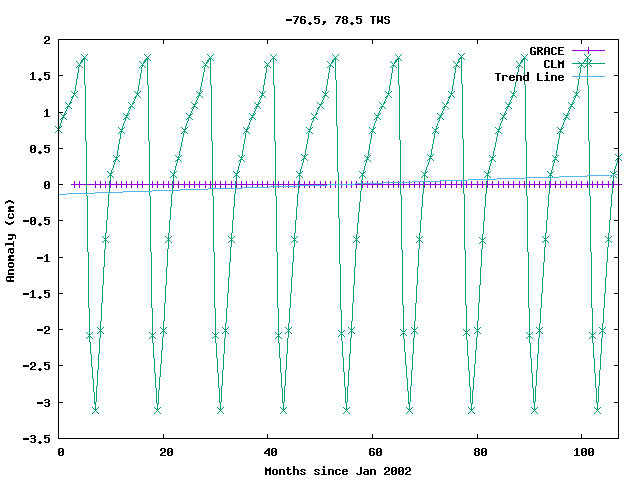 -76.5, 78.5 TWS
GRACE
CLM
Trend Line
2
1.5
1
0.5
0
-0.5
-1
-1.5
-2
-2.5
-3
-3.5
Anomaly (cm)
0 20 40 60 80 100
Months since Jan 2002